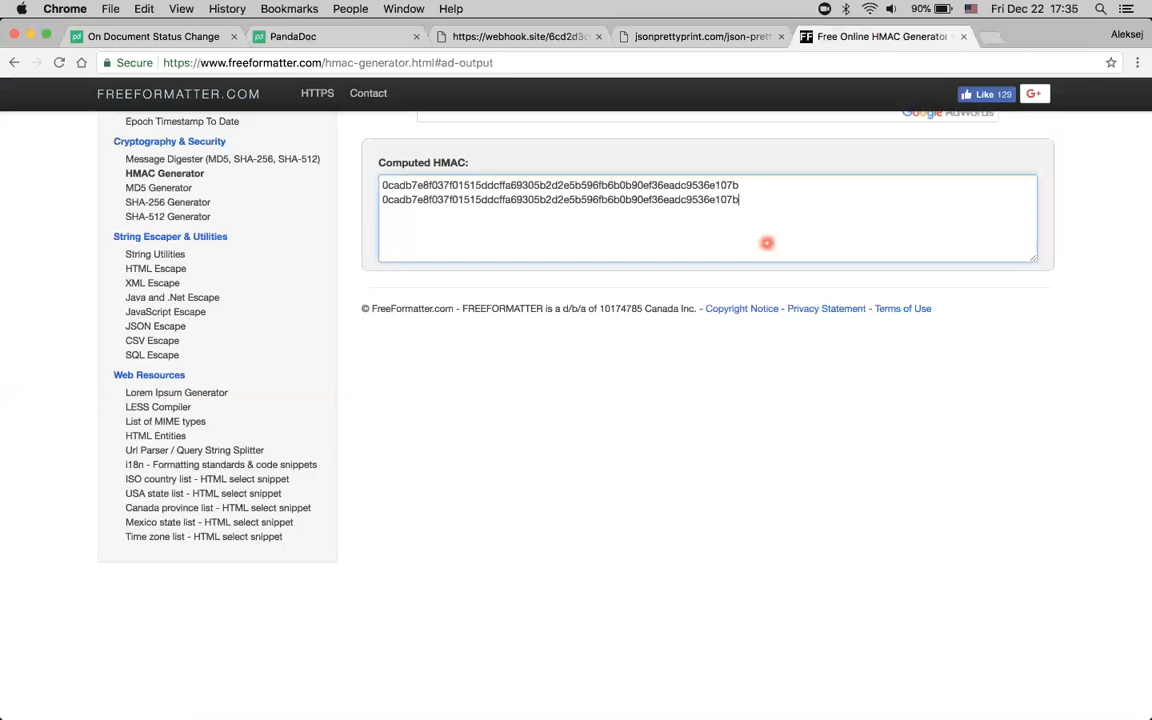 Chrome File Edit View History Bookmarks People Window Help 90% Fri Dec 22 17:35
On Document Status Change PandaDoc https://webhook.site/6cd2d3c jsonprettyprint.com/json-prett Free Online HMAC Generator Aleksej
Secure https://www.freeformatter.com/hmac-generator.html#ad-output
FREEFORMATTER.COM HTTPS Contact Like 129 G+
Google AdWords
Epoch Timestamp To Date
Cryptography & Security
Message Digester (MD5, SHA-256, SHA-512)
HMAC Generator
MD5 Generator
SHA-256 Generator
SHA-512 Generator
String Escaper & Utilities
String Utilities
HTML Escape
XML Escape
Java and .Net Escape
JavaScript Escape
JSON Escape
CSV Escape
SQL Escape
Web Resources
Lorem Ipsum Generator
LESS Compiler
List of MIME types
HTML Entities
Url Parser / Query String Splitter
i18n - Formatting standards & code snippets
ISO country list - HTML select snippet
USA state list - HTML select snippet
Canada province list - HTML select snippet
Mexico state list - HTML select snippet
Time zone list - HTML select snippet
Computed HMAC:
0cadb7e8f037f01515ddcffa69305b2d2e5b596fb6b0b90ef36eadc9536e107b
0cadb7e8f037f01515ddcffa69305b2d2e5b596fb6b0b90ef36eadc9536e107b
© FreeFormatter.com - FREEFORMATTER is a d/b/a of 10174785 Canada Inc. - Copyright Notice - Privacy Statement - Terms of Use